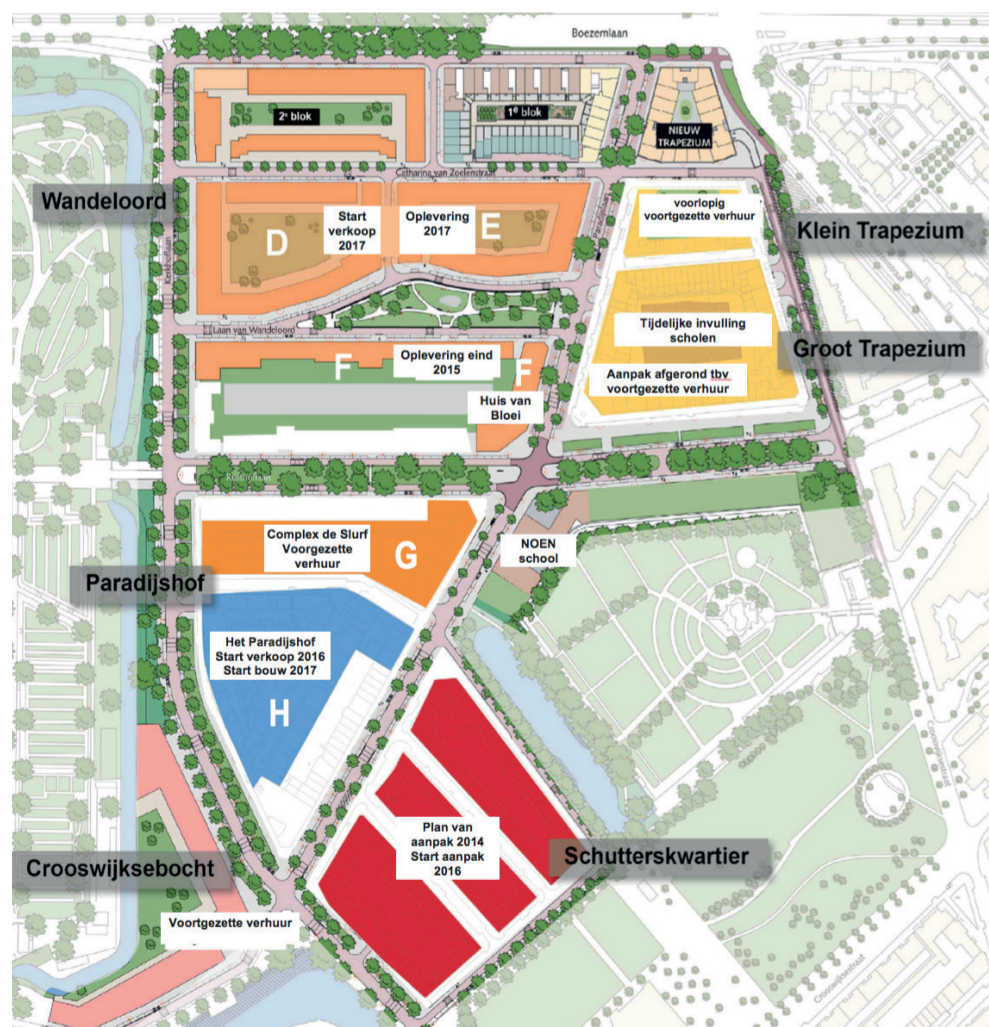 Boezemlaan
2e blok
1e blok
NIEUW
TRAPEZIUM
Catharina van Zoelenstraat
Wandeloord
Kerkhoflaan
D
Start
verkoop
2017
Oplevering
2017
E
voorlopig
voortgezette verhuur
Klein Trapezium
Laan van Wandeloord
Tijdelijke invulling
scholen
Groot Trapezium
F
Oplevering eind
2015
F
Aanpak afgerond tbv
voortgezette verhuur
Huis van
Bloei
Complex de Slurf
Voorgezette
verhuur
G
NOEN
school
Paradijshof
Het Paradijshof
Start verkoop 2016
Start bouw 2017
H
Plan van
aanpak 2014
Start aanpak
2016
Schutterskwartier
Crooswijksebocht
Voortgezette verhuur
Crooswijksestraat